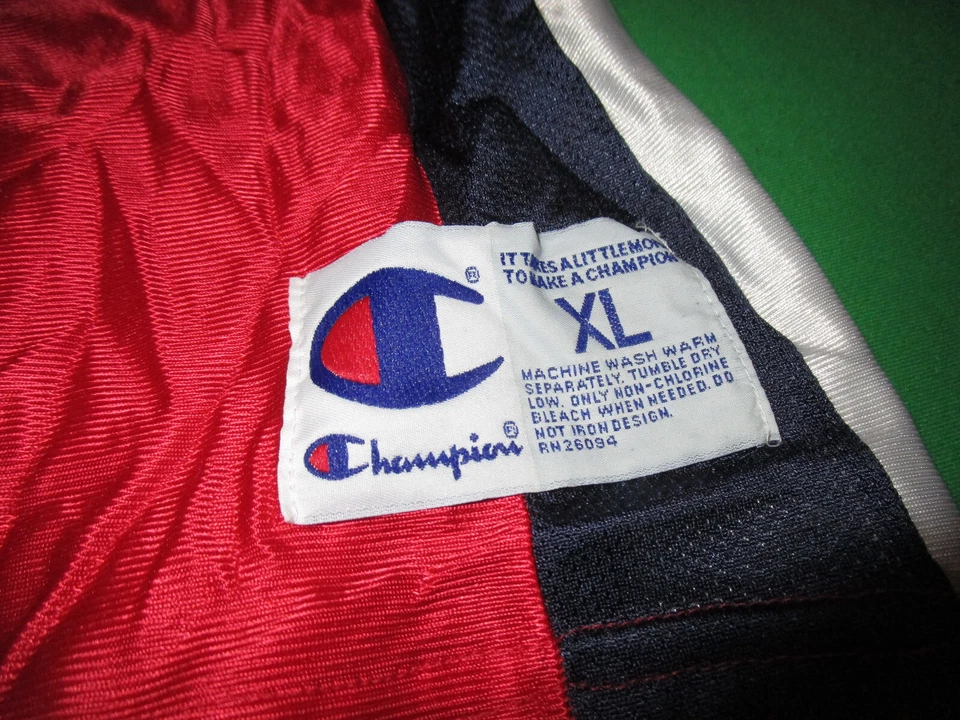 Champion
IT TAKES A LITTLE MORE
TO MAKE A CHAMPION
XL
MACHINE WASH WARM
SEPARATELY, TUMBLE DRY
LOW. ONLY NON-CHLORINE
BLEACH WHEN NEEDED. DO
NOT IRON DESIGN.
RN26094